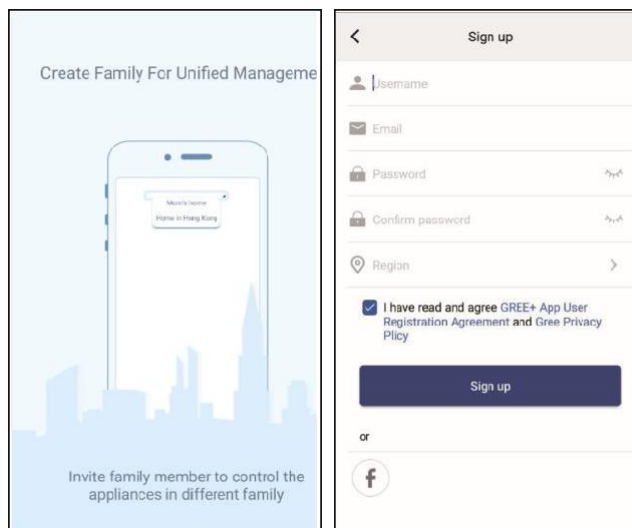 Create Family For Unified Manageme
Mom's home
Home in Hong Kong
Invite family member to control the
appliances in different family
Sign up
Username
Email
Password
Confirm password
Region
I have read and agree GREE+ App User
Registration Agreement and Gree Privacy
Plicy
Sign up
or
f